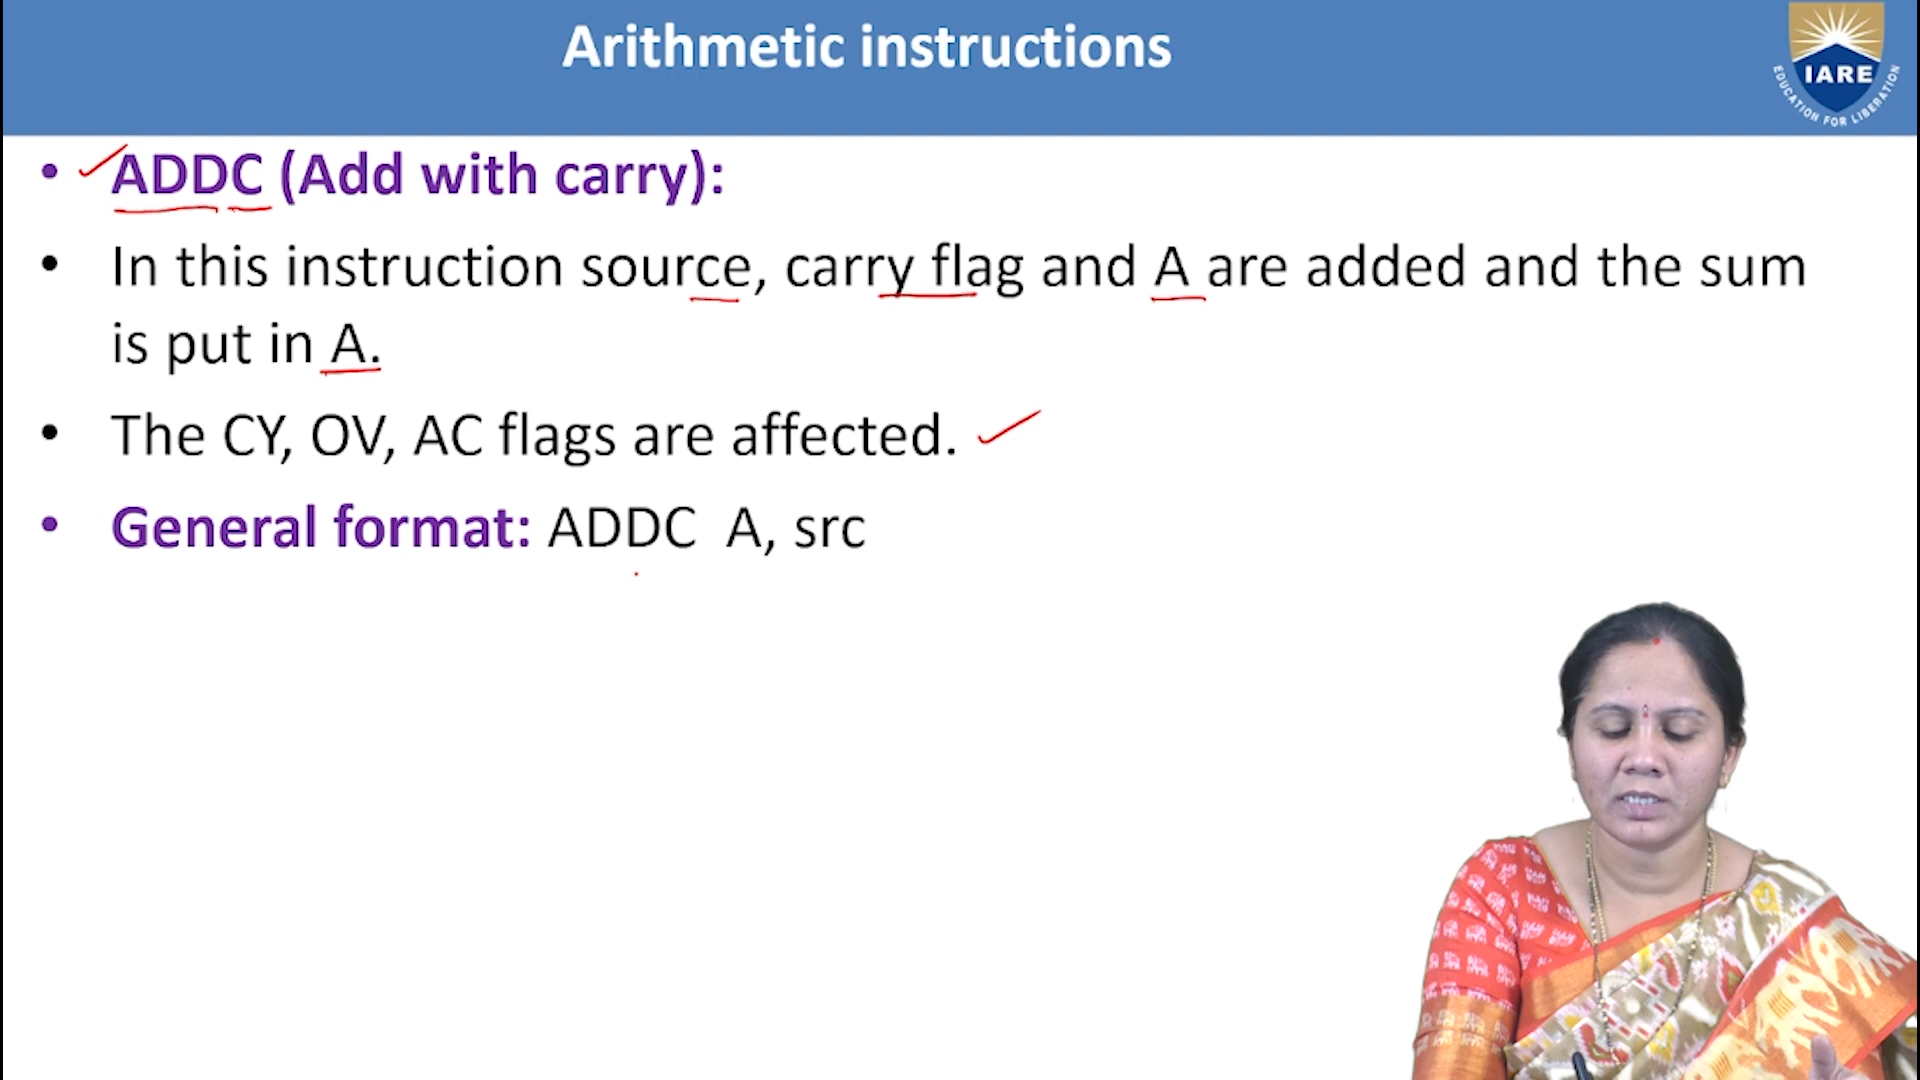 Arithmetic instructions
IARE
EDUCATION FOR LIBERATION
• ADDC (Add with carry):
• In this instruction source, carry flag and A are added and the sum
is put in A.
• The CY, OV, AC flags are affected.
• General format: ADDC A, src